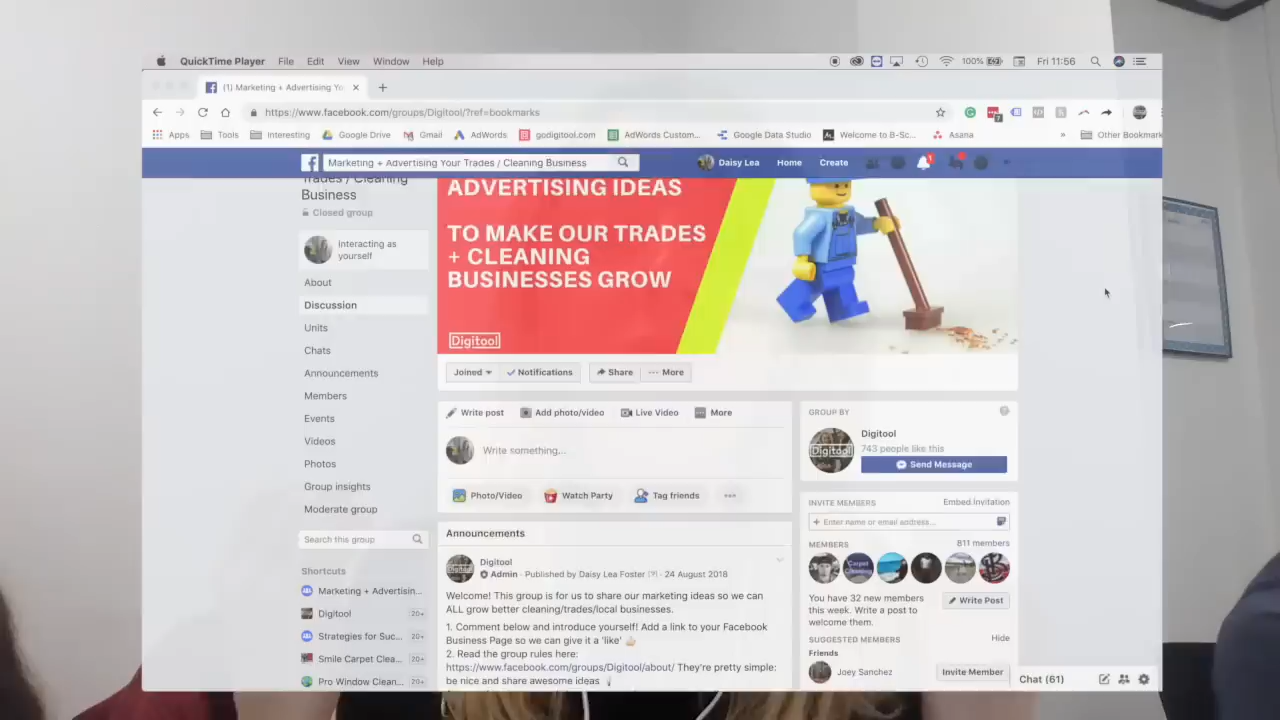 QuickTime Player File Edit View Window Help 100% Fri 11:56
(1) Marketing + Advertising Yo
https://www.facebook.com/groups/Digitool/?ref=bookmarks
Apps Tools Interesting Google Drive Gmail AdWords godigitool.com AdWords Custom... Google Data Studio Welcome to B-Sc... Asana » Other Bookmark
Marketing + Advertising Your Trades / Cleaning Business Daisy Lea Home Create
Trades / Cleaning
Business
Closed group
Interacting as
yourself
About
Discussion
Units
Chats
Announcements
Members
Events
Videos
Photos
Group insights
Moderate group
Search this group
Shortcuts
Marketing + Advertisin...
Digitool 20+
Strategies for Suc... 20+
Smile Carpet Clea... 20+
Pro Window Clean... 20+
ADVERTISING IDEAS
TO MAKE OUR TRADES
+ CLEANING
BUSINESSES GROW
Digitool
Joined Notifications Share More
Write post Add photo/video Live Video More
Write something...
Photo/Video Watch Party Tag friends
Announcements
Digitool
Admin · Published by Daisy Lea Foster [?] · 24 August 2018
Welcome! This group is for us to share our marketing ideas so we can
ALL grow better cleaning/trades/local businesses.
1. Comment below and introduce yourself! Add a link to your Facebook
Business Page so we can give it a 'like'
2. Read the group rules here:
https://www.facebook.com/groups/Digitool/about/ They're pretty simple:
be nice and share awesome ideas
GROUP BY
Digitool
Digitool
743 people like this
Send Message
INVITE MEMBERS Embed Invitation
+ Enter name or email address...
MEMBERS 811 members
You have 32 new members
this week. Write a post to
welcome them.
Write Post
SUGGESTED MEMBERS Hide
Friends
Joey Sanchez Invite Member
Chat (61)